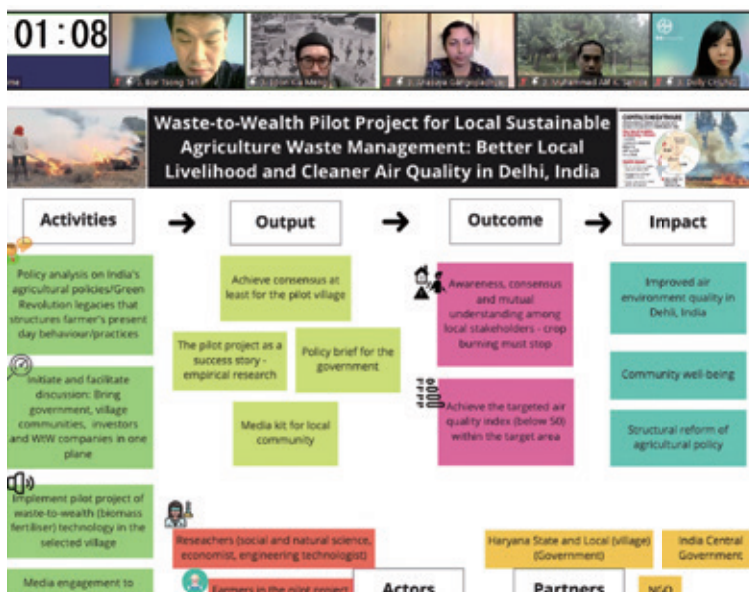 01:08
Waste-to-Wealth Pilot Project for Local Sustainable
Agriculture Waste Management: Better Local
Livelihood and Cleaner Air Quality in Delhi, India
Activities
Output
Outcome
Impact
Policy analysis on India's
agricultural policies/Green
Revolution legacies that
structures farmer's present
day behaviour/practices
Initiate and facilitate
discussion: Bring
government, village
communities, investors
and WtW companies in one
plane
Implement pilot project of
waste-to-wealth (biomass
fertiliser) technology in the
selected village
Media engagement to
Achieve consensus at
least for the pilot village
The pilot project as a
success story -
empirical research
Policy brief for the
government
Media kit for local
community
Awareness, consensus
and mutual
understanding among
local stakeholders - crop
burning must stop
Achieve the targeted air
quality index (below 50)
within the target area
Improved air
environment quality in
Dehli, India
Community well-being
Structural reform of
agricultural policy
Reseachers (social and natural science,
economist, engineering technologist)
Farmers in the pilot project
Actors
Haryana State and Local (village)
(Government)
India Central
Government
Partners
NGO